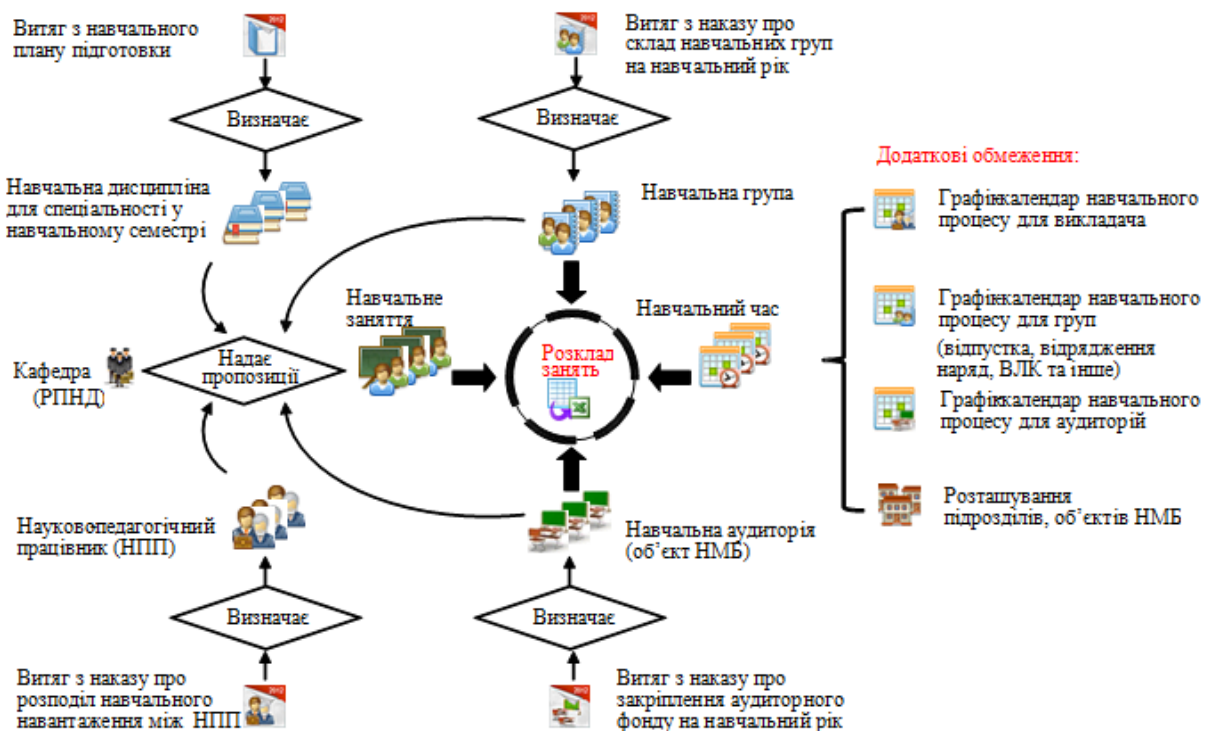 Витяг з навчального
плану підготовки
2012
Витяг з наказу про
склад навчальних груп
на навчальний рік
2012
Визначає
Визначає
Навчальна дисципліна
для спеціальності у
навчальному семестрі
Навчальна група
Додаткові обмеження:
Графіккалендар навчального
процесу для викладача
Навчальне
заняття
Навчальний час
Графіккалендар навчального
процесу для груп
(відпустка, відрядження
наряд, ВЛК та інше)
Кафедра
(РПНД)
Надає
пропозиції
Розклад
занять
Графіккалендар навчального
процесу для аудиторій
Науковопедагогічний
працівник (НПП)
Навчальна аудиторія
(об’єкт НМБ)
Розташування
підрозділів, об’єктів НМБ
Визначає
Визначає
Витяг з наказу про
розподіл навчального
навантаження між НПП
2012
Витяг з наказу про
закріплення аудиторного
фонду на навчальний рік
2012